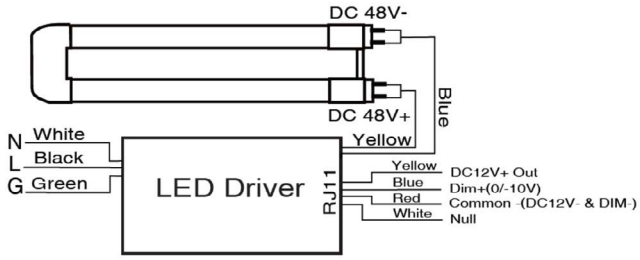 DC 48V-
DC 48V+
Blue
Yellow
N White
L Black
G Green
LED Driver
RJ11
Yellow DC12V+ Out
Blue Dim+(0/-10V)
Red Common -(DC12V- & DIM-)
White Null